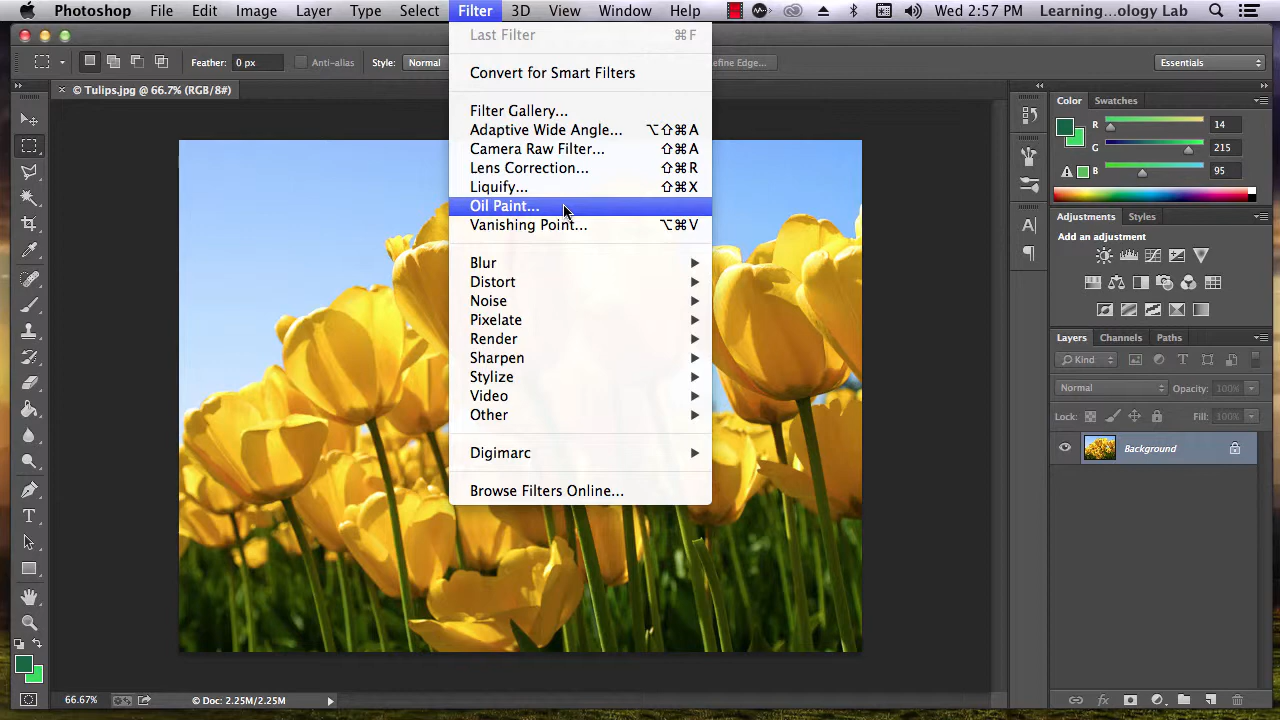 Photoshop File Edit Image Layer Type Select Filter 3D View Window Help Wed 2:57 PM Learning...ology Lab
Feather: 0 px Anti-alias Style: Normal Refine Edge... Essentials
× © Tulips.jpg @ 66.7% (RGB/8#)
Last Filter ⌘F
Convert for Smart Filters
Filter Gallery...
Adaptive Wide Angle... ⌥⇧⌘A
Camera Raw Filter... ⇧⌘A
Lens Correction... ⇧⌘R
Liquify... ⇧⌘X
Oil Paint...
Vanishing Point... ⌥⌘V
Blur
Distort
Noise
Pixelate
Render
Sharpen
Stylize
Video
Other
Digimarc
Browse Filters Online...
Color Swatches
R 14
G 215
B 95
Adjustments Styles
Add an adjustment
Layers Channels Paths
Kind
Normal Opacity: 100%
Lock: Fill: 100%
Background
66.67% © Doc: 2.25M/2.25M